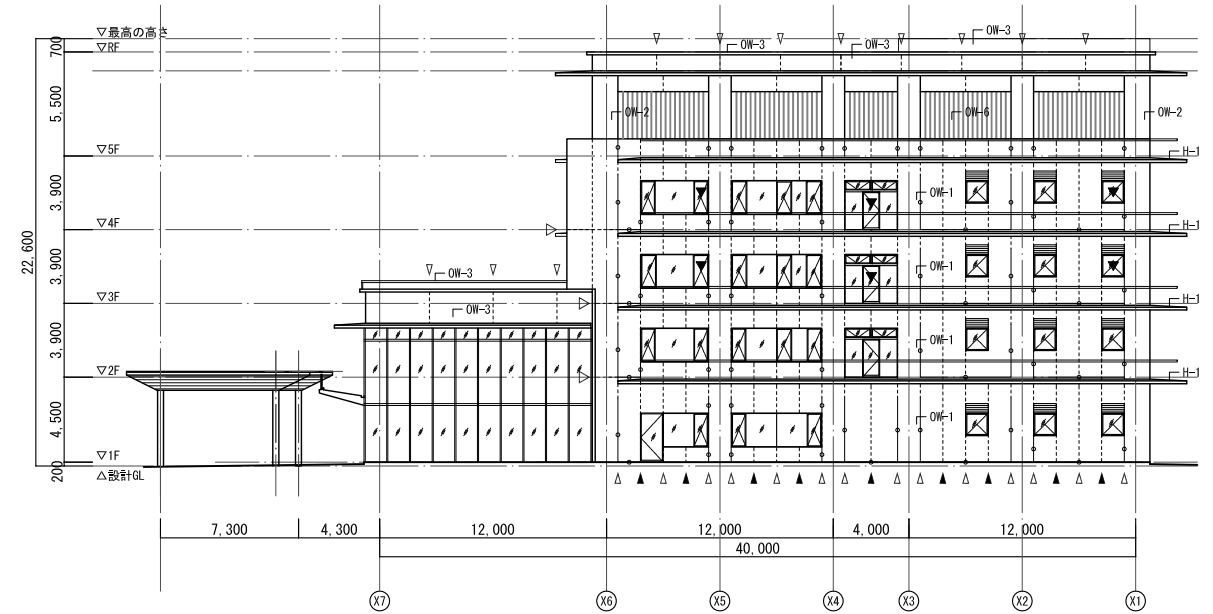 ▽最高の高さ
▽RF
700
OW-3
OW-3
OW-3
5,500
OW-2
OW-6
OW-2
▽5F
H-1
3,900
OW-1
▽4F
H-1
22,600
3,900
OW-3
OW-1
▽3F
H-1
OW-3
3,900
OW-1
▽2F
H-1
4,500
OW-1
▽1F
200
△設計GL
7,300
4,300
12,000
12,000
4,000
12,000
40,000
X7
X6
X5
X4
X3
X2
X1